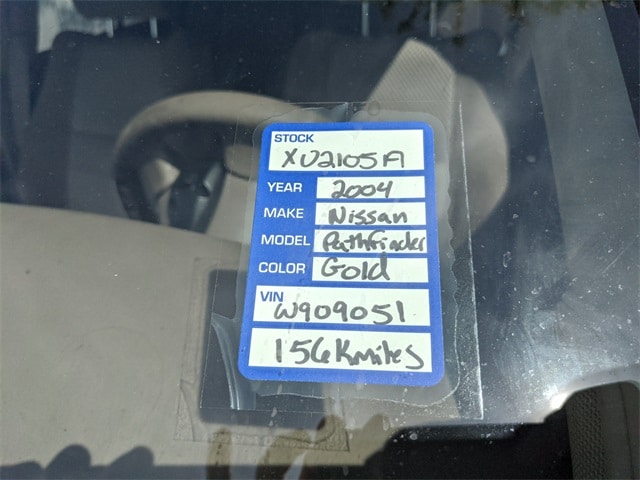 STOCK
XU2105A
YEAR 2004
MAKE Nissan
MODEL Pathfinder
COLOR Gold
VIN W909051
156K miles